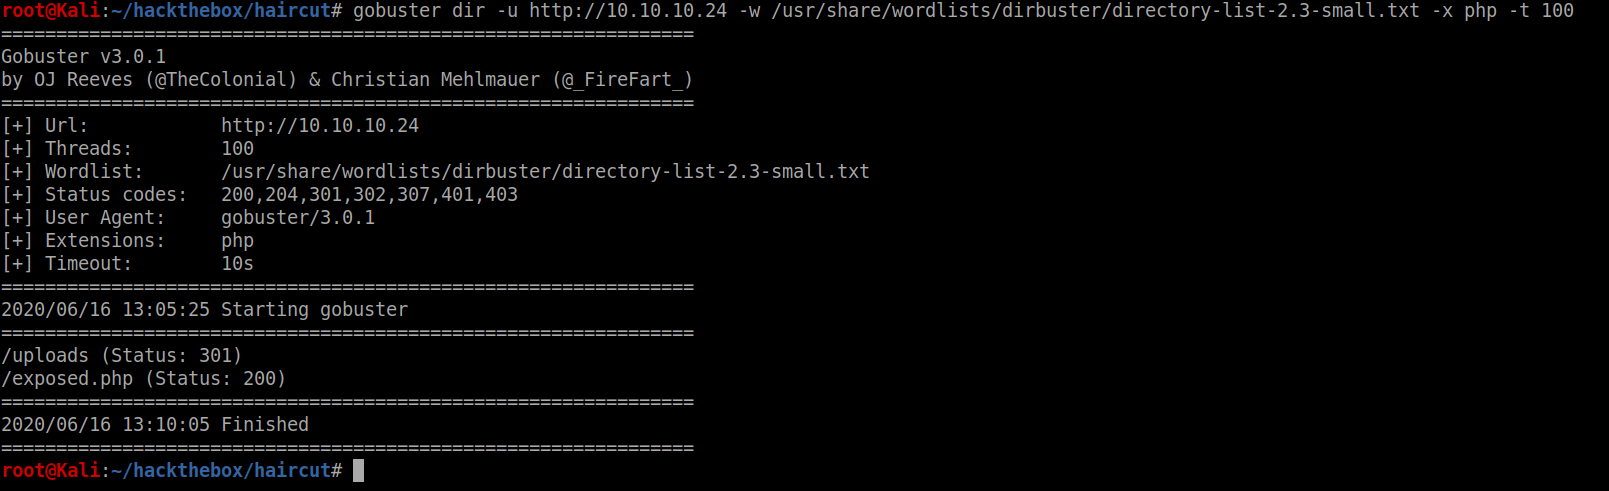 root@Kali:~/hackthebox/haircut# gobuster dir -u http://10.10.10.24 -w /usr/share/wordlists/dirbuster/directory-list-2.3-small.txt -x php -t 100
===============================================================
Gobuster v3.0.1
by OJ Reeves (@TheColonial) & Christian Mehlmauer (@_FireFart_)
===============================================================
[+] Url:            http://10.10.10.24
[+] Threads:        100
[+] Wordlist:       /usr/share/wordlists/dirbuster/directory-list-2.3-small.txt
[+] Status codes:   200,204,301,302,307,401,403
[+] User Agent:     gobuster/3.0.1
[+] Extensions:     php
[+] Timeout:        10s
===============================================================
2020/06/16 13:05:25 Starting gobuster
===============================================================
/uploads (Status: 301)
/exposed.php (Status: 200)
===============================================================
2020/06/16 13:10:05 Finished
===============================================================
root@Kali:~/hackthebox/haircut#